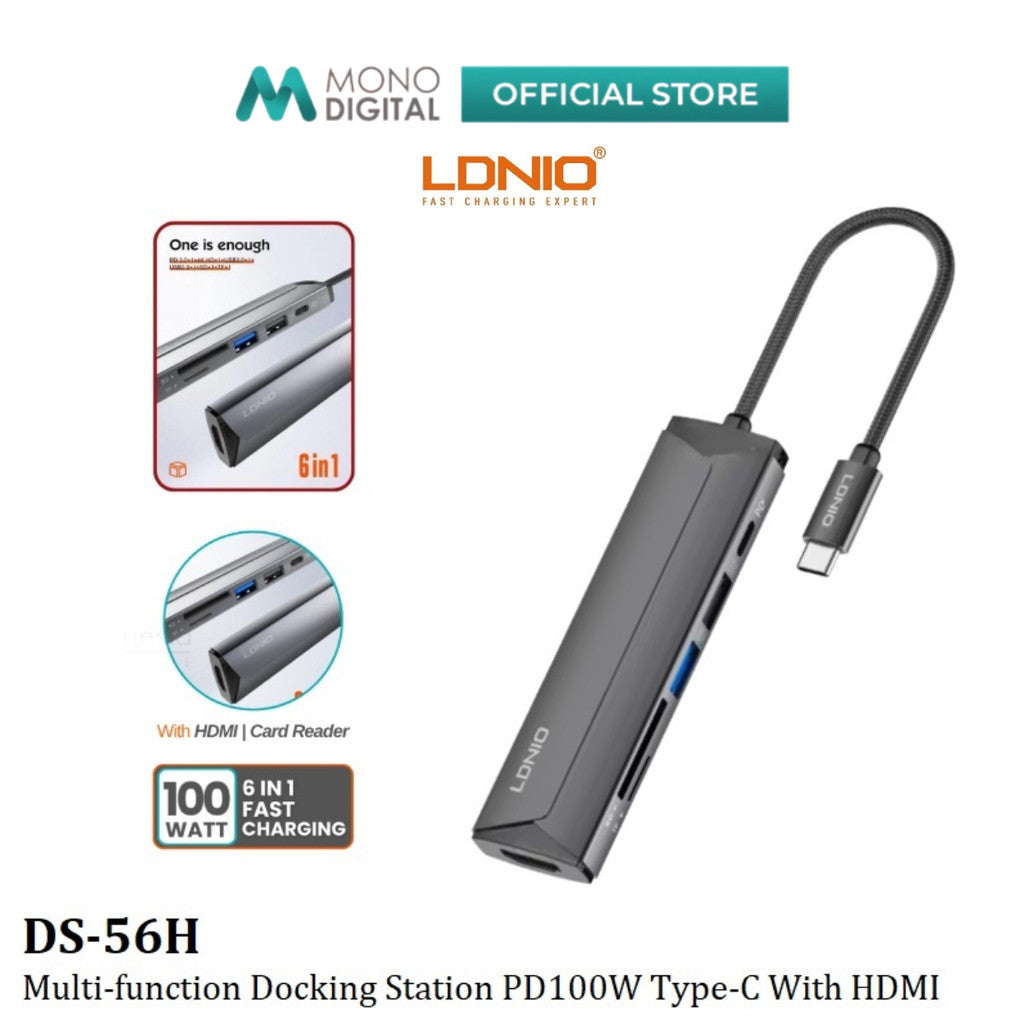 MONO
DIGITAL
OFFICIAL STORE
LDNIO®
FAST CHARGING EXPERT
One is enough
LDNIO
6in1
LDNIO
PD
LDNIO
LDNIO
With HDMI | Card Reader
100
WATT
6 IN 1
FAST
CHARGING
DS-56H
Multi-function Docking Station PD100W Type-C With HDMI